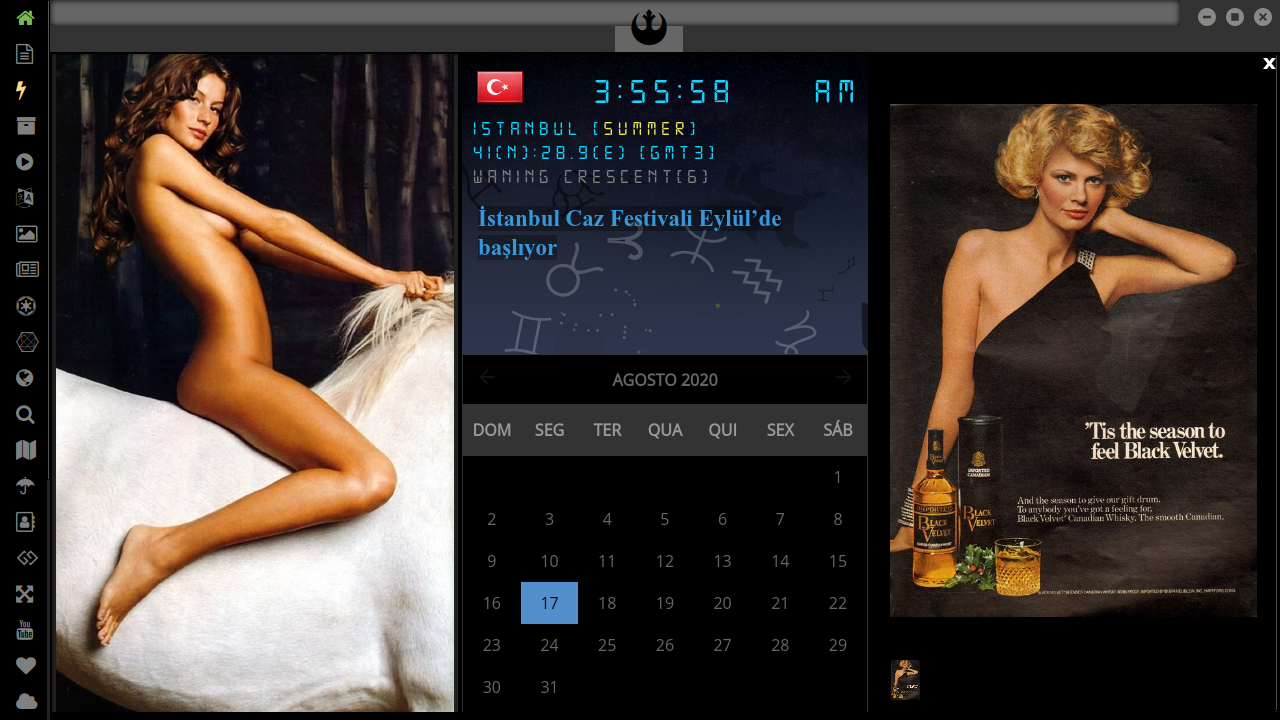 3:55:58 AM
ISTANBUL (SUMMER)
41(N):28.9(E) (GMT3)
WANING CRESCENT(6)
İstanbul Caz Festivali Eylül’de
başlıyor
AGOSTO 2020
DOM SEG TER QUA QUI SEX SÁB
1
2 3 4 5 6 7 8
9 10 11 12 13 14 15
16 17 18 19 20 21 22
23 24 25 26 27 28 29
30 31
x
’Tis the season to
feel Black Velvet.
And the season to give our gift drum.
To anybody you’ve got a feeling for.
Black Velvet® Canadian Whisky. The smooth Canadian.
IMPORTED
CANADIAN
BLACK
VELVET
IMPORTED
BLACK
VELVET
You
Tube